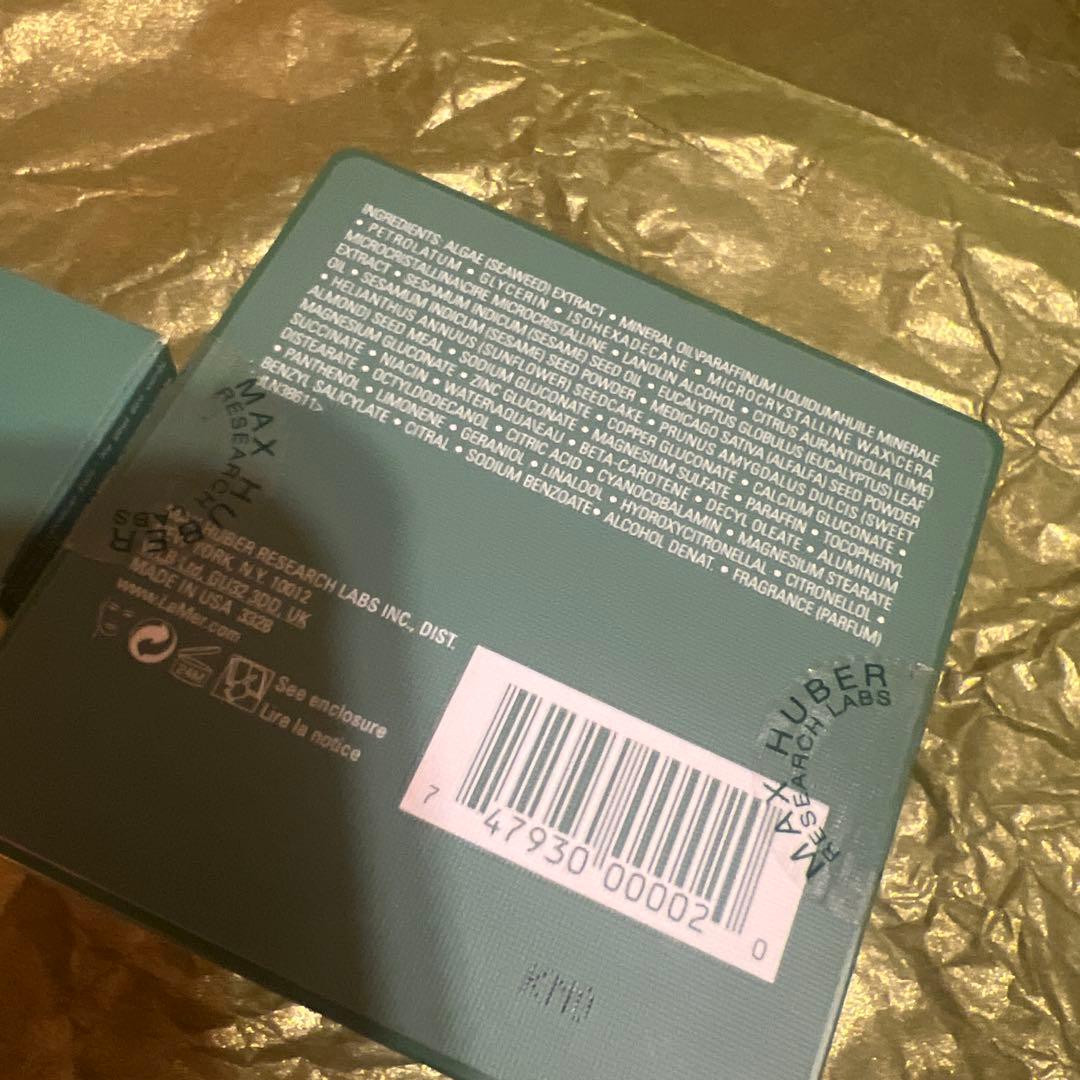 INGREDIENTS: ALGAE (SEAWEED) EXTRACT • MINERAL OIL\PARAFFINUM LIQUIDUM\HUILE MINERALE
• PETROLATUM • GLYCERIN • ISOHEXADECANE • MICROCRYSTALLINE WAX\CERA
MICROCRISTALLINA\CIRE MICROCRISTALLINE • LANOLIN ALCOHOL • CITRUS AURANTIFOLIA (LIME)
EXTRACT • SESAMUM INDICUM (SESAME) SEED OIL • EUCALYPTUS GLOBULUS (EUCALYPTUS) LEAF
OIL • SESAMUM INDICUM (SESAME) SEED POWDER • MEDICAGO SATIVA (ALFALFA) SEED POWDER
• HELIANTHUS ANNUUS (SUNFLOWER) SEEDCAKE • PRUNUS AMYGDALUS DULCIS (SWEET
ALMOND) SEED MEAL • SODIUM GLUCONATE • COPPER GLUCONATE • CALCIUM GLUCONATE •
MAGNESIUM GLUCONATE • ZINC GLUCONATE • MAGNESIUM SULFATE • PARAFFIN • TOCOPHERYL
SUCCINATE • NIACIN • WATER\AQUA\EAU • BETA-CAROTENE • DECYL OLEATE • ALUMINUM
DISTEARATE • OCTYLDODECANOL • CITRIC ACID • CYANOCOBALAMIN • MAGNESIUM STEARATE
• PANTHENOL • LIMONENE • GERANIOL • LINALOOL • HYDROXYCITRONELLAL • CITRONELLOL •
BENZYL SALICYLATE • CITRAL • SODIUM BENZOATE • ALCOHOL DENAT. • FRAGRANCE (PARFUM)
MAX HUBER
RESEARCH LABS
HUBER RESEARCH LABS INC., DIST.
YORK, N.Y. 10012
Ltd, GU32 3DD, UK
MADE IN USA 3328
www.LaMer.com
24M
See enclosure
Lire la notice
MAX HUBER
RESEARCH LABS
7 47930 00002 0